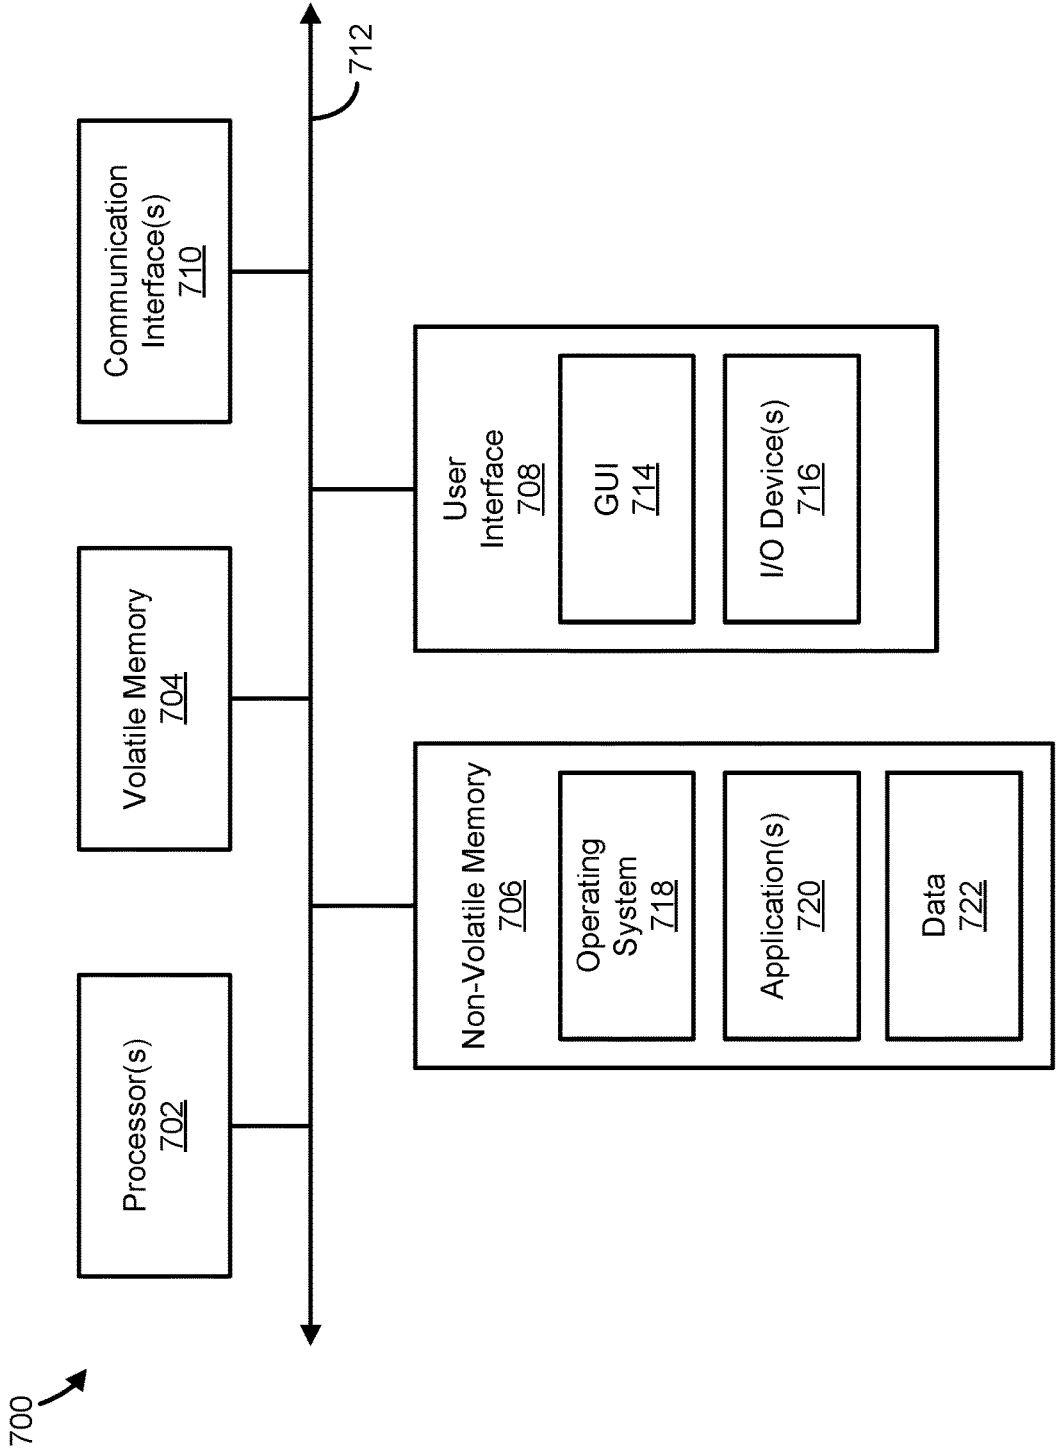 700
Processor(s)
702
Volatile Memory
704
Communication
Interface(s)
710
712
Non-Volatile Memory
706
Operating
System
718
Application(s)
720
Data
722
User
Interface
708
GUI
714
I/O Device(s)
716